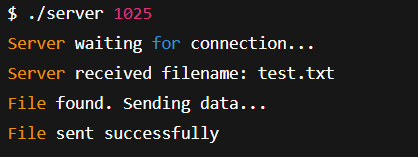 $ ./server 1025
Server waiting for connection...
Server received filename: test.txt
File found. Sending data...
File sent successfully